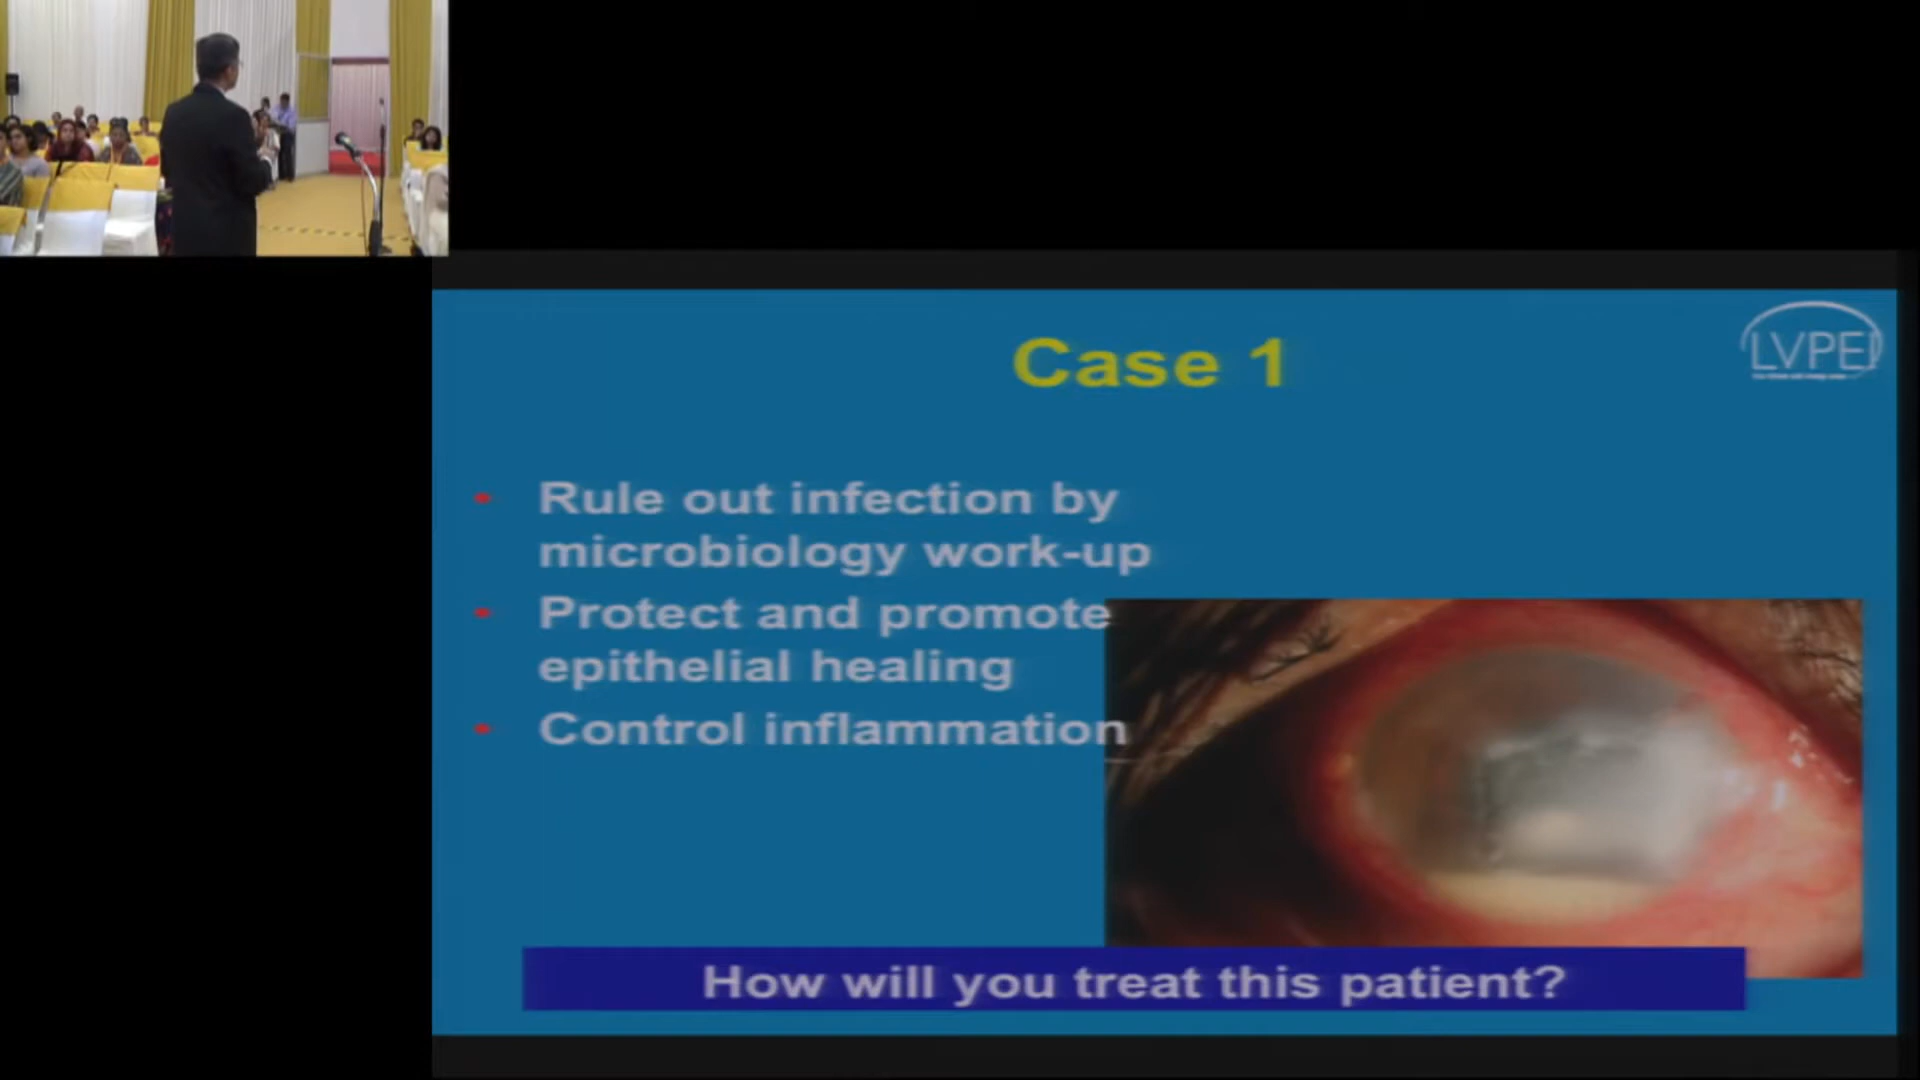 Case 1
LVPEI
Rule out infection by
microbiology work-up
Protect and promote
epithelial healing
Control inflammation
How will you treat this patient?